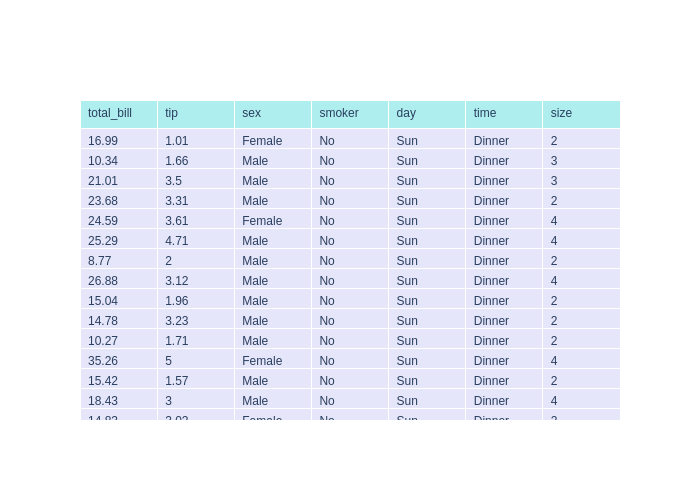 total_bill tip sex smoker day time size
16.99 1.01 Female No Sun Dinner 2
10.34 1.66 Male No Sun Dinner 3
21.01 3.5 Male No Sun Dinner 3
23.68 3.31 Male No Sun Dinner 2
24.59 3.61 Female No Sun Dinner 4
25.29 4.71 Male No Sun Dinner 4
8.77 2 Male No Sun Dinner 2
26.88 3.12 Male No Sun Dinner 4
15.04 1.96 Male No Sun Dinner 2
14.78 3.23 Male No Sun Dinner 2
10.27 1.71 Male No Sun Dinner 2
35.26 5 Female No Sun Dinner 4
15.42 1.57 Male No Sun Dinner 2
18.43 3 Male No Sun Dinner 4
Female No Sun Dinner